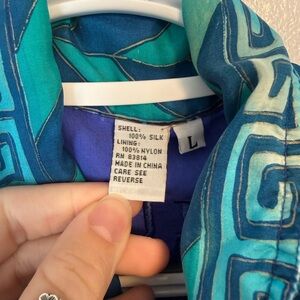 SHELL:
100% SILK
LINING:
100% NYLON
RN 83814
MADE IN CHINA
CARE SEE
REVERSE
L